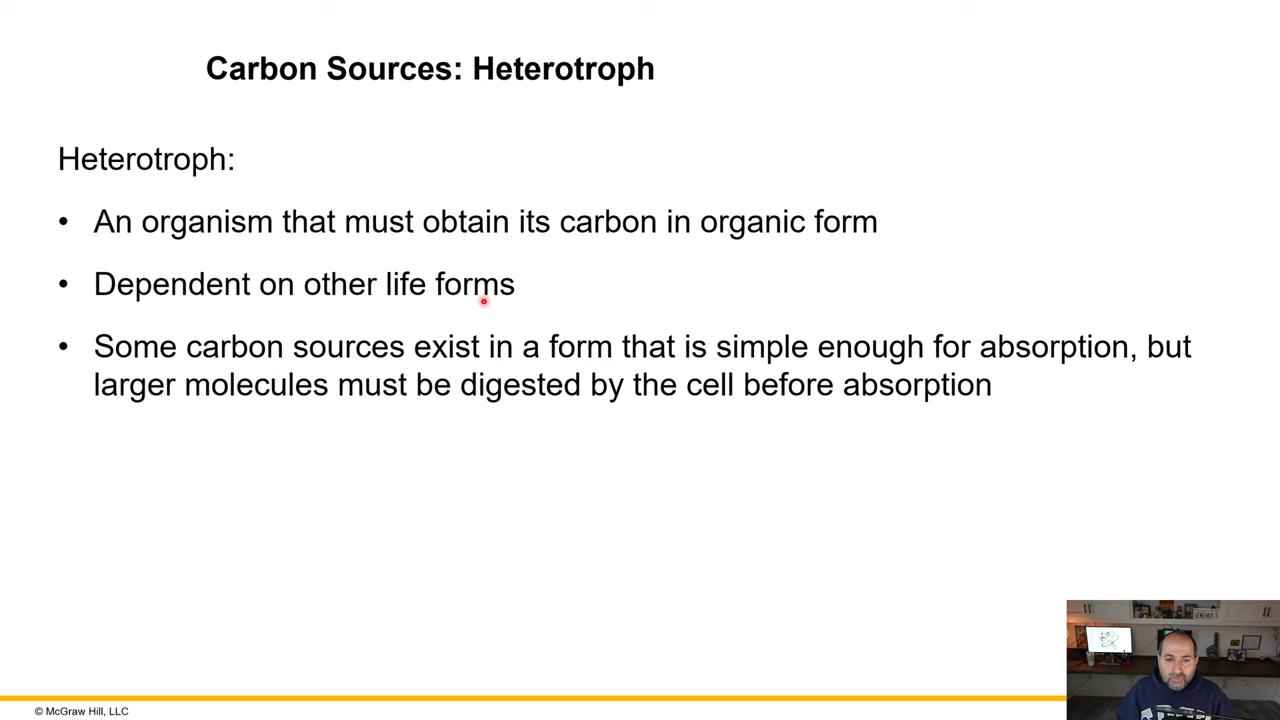 Carbon Sources: Heterotroph
Heterotroph:
• An organism that must obtain its carbon in organic form
• Dependent on other life forms
• Some carbon sources exist in a form that is simple enough for absorption, but
larger molecules must be digested by the cell before absorption
© McGraw Hill, LLC